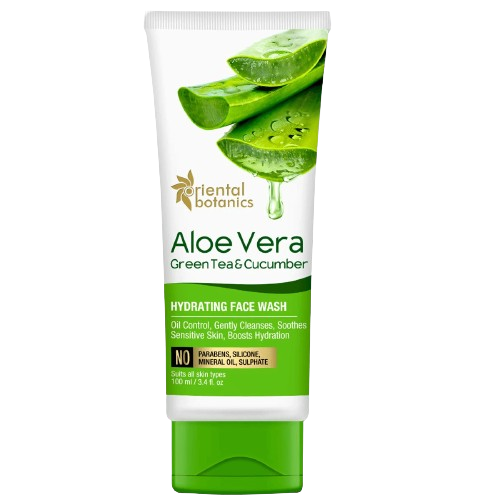 oriental
botanics
Aloe Vera
Green Tea & Cucumber
HYDRATING FACE WASH
Oil Control, Gently Cleanses, Soothes
Sensitive Skin, Boosts Hydration
NO PARABENS, SILICONE,
MINERAL OIL, SULPHATE
Suits all skin types
100 ml / 3.4 fl. oz